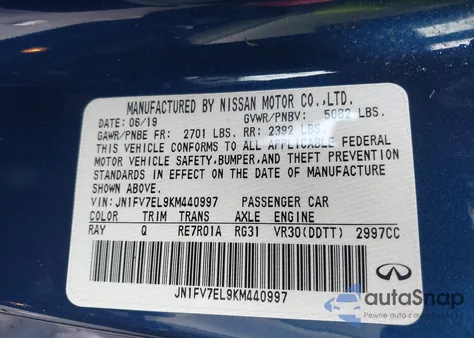 MANUFACTURED BY NISSAN MOTOR CO.,LTD.
DATE: 06/19 GVWR/PNBV: 5082 LBS.
GAWR/PNBE FR: 2701 LBS. RR: 2392 LBS.
THIS VEHICLE CONFORMS TO ALL APPLICABLE FEDERAL
MOTOR VEHICLE SAFETY,BUMPER,AND THEFT PREVENTION
STANDARDS IN EFFECT ON THE DATE OF MANUFACTURE
SHOWN ABOVE.
VIN: JN1FV7EL9KM440997 PASSENGER CAR
COLOR TRIM TRANS AXLE ENGINE
RAY Q RE7R01A RG31 VR30(DDTT) 2997CC
JN1FV7EL9KM440997
autoSnap
Pewne auta z